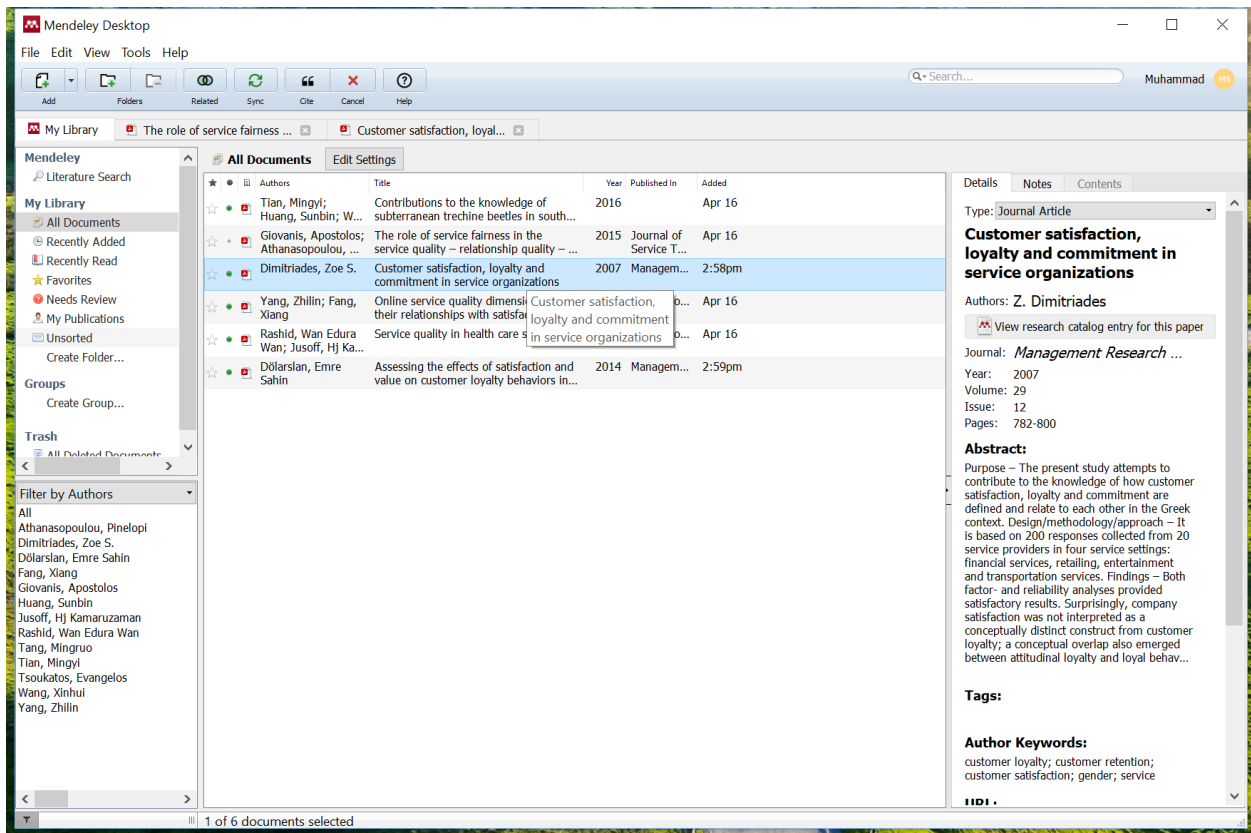 Mendeley Desktop
File Edit View Tools Help
Add Folders Related Sync Cite Cancel Help
Search...
Muhammad MS
My Library
The role of service fairness ...
Customer satisfaction, loyal...
Mendeley
Literature Search
My Library
All Documents
Recently Added
Recently Read
Favorites
Needs Review
My Publications
Unsorted
Create Folder...
Groups
Create Group...
Trash
All Deleted Documents
Filter by Authors
All
Athanasopoulou, Pinelopi
Dimitriades, Zoe S.
Dölarslan, Emre Sahin
Fang, Xiang
Giovanis, Apostolos
Huang, Sunbin
Jusoff, Hj Kamaruzaman
Rashid, Wan Edura Wan
Tang, Mingruo
Tian, Mingyi
Tsoukatos, Evangelos
Wang, Xinhui
Yang, Zhilin
All Documents Edit Settings
Authors Title Year Published In Added
Tian, Mingyi; Contributions to the knowledge of 2016 Apr 16
Huang, Sunbin; W... subterranean trechine beetles in south...
Giovanis, Apostolos; The role of service fairness in the 2015 Journal of Apr 16
Athanasopoulou, ... service quality – relationship quality – ... Service T...
Dimitriades, Zoe S. Customer satisfaction, loyalty and 2007 Managem... 2:58pm
commitment in service organizations
Yang, Zhilin; Fang, Online service quality dimensi o... Apr 16
Xiang their relationships with satisfa
Rashid, Wan Edura Service quality in health care s o... Apr 16
Wan; Jusoff, Hj Ka...
Dölarslan, Emre Assessing the effects of satisfaction and 2014 Managem... 2:59pm
Sahin value on customer loyalty behaviors in...
Customer satisfaction,
loyalty and commitment
in service organizations
Details Notes Contents
Type: Journal Article
Customer satisfaction,
loyalty and commitment in
service organizations
Authors: Z. Dimitriades
View research catalog entry for this paper
Journal: Management Research ...
Year: 2007
Volume: 29
Issue: 12
Pages: 782-800
Abstract:
Purpose – The present study attempts to
contribute to the knowledge of how customer
satisfaction, loyalty and commitment are
defined and relate to each other in the Greek
context. Design/methodology/approach – It
is based on 200 responses collected from 20
service providers in four service settings:
financial services, retailing, entertainment
and transportation services. Findings – Both
factor- and reliability analyses provided
satisfactory results. Surprisingly, company
satisfaction was not interpreted as a
conceptually distinct construct from customer
loyalty; a conceptual overlap also emerged
between attitudinal loyalty and loyal behav...
Tags:
Author Keywords:
customer loyalty; customer retention;
customer satisfaction; gender; service
URL:
1 of 6 documents selected